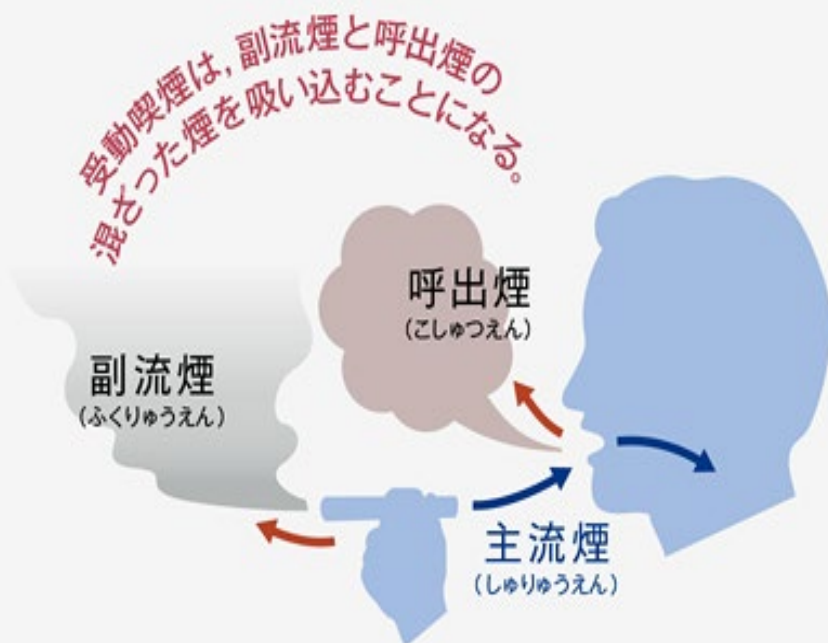 受動喫煙は，副流煙と呼出煙の
混ざった煙を吸い込むことになる。
呼出煙
（こしゅつえん）
副流煙
（ふくりゅうえん）
主流煙
（しゅりゅうえん）